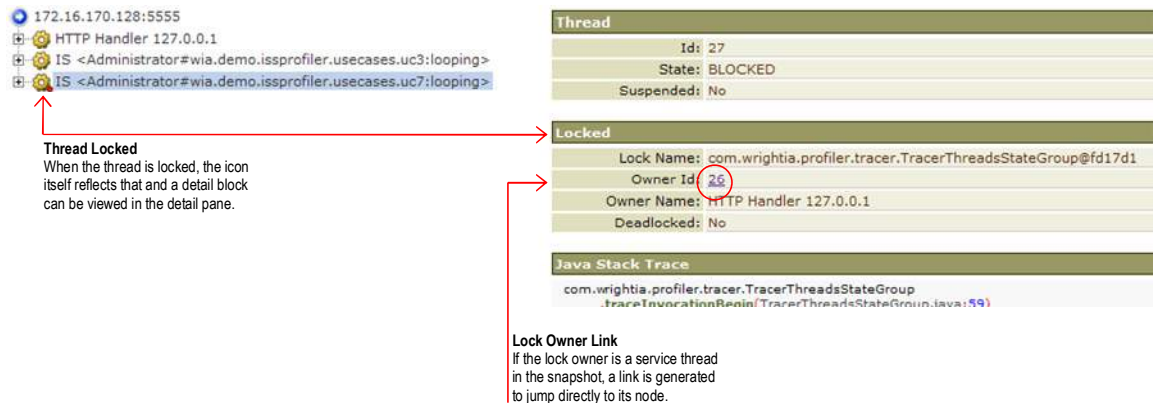 172.16.170.128:5555
HTTP Handler 127.0.0.1
IS <Administrator#wia.demo.issprofiler.usecases.uc3:looping>
IS <Administrator#wia.demo.issprofiler.usecases.uc7:looping>
Thread Locked
When the thread is locked, the icon
itself reflects that and a detail block
can be viewed in the detail pane.
Thread
Id: 27
State: BLOCKED
Suspended: No
Locked
Lock Name: com.wrightia.profiler.tracer.TracerThreadsStateGroup@fd17d1
Owner Id: 26
Owner Name: HTTP Handler 127.0.0.1
Deadlocked: No
Java Stack Trace
com.wrightia.profiler.tracer.TracerThreadsStateGroup
.traceInvocationBegin(TracerThreadsStateGroup.java:59)
Lock Owner Link
If the lock owner is a service thread
in the snapshot, a link is generated
to jump directly to its node.